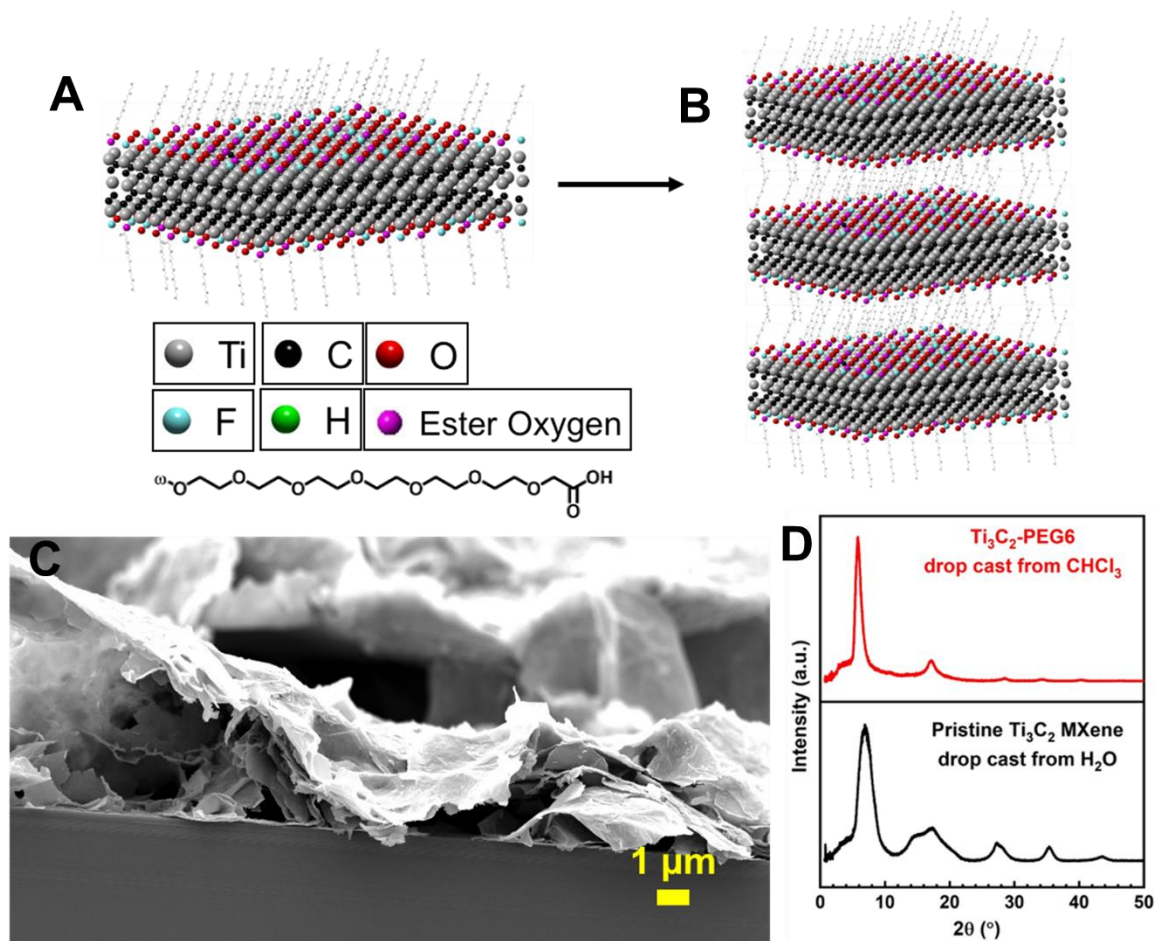 A
B
Ti
C
O
F
H
Ester Oxygen
ω
O
O
O
O
O
O
O
OH
O
C
1 µm
D
Ti₃C₂-PEG6
drop cast from CHCl₃
Pristine Ti₃C₂ MXene
drop cast from H₂O
Intensity (a.u.)
0 10 20 30 40 50
2θ (°)